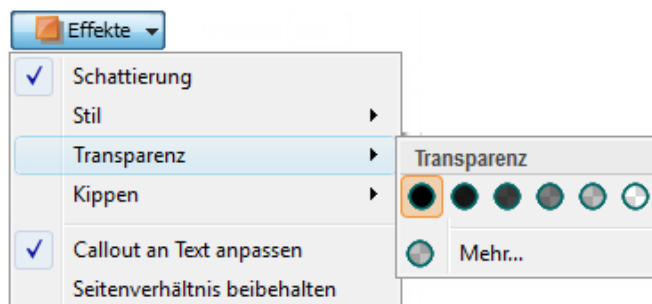 Effekte
Schattierung
Stil
Transparenz
Kippen
Callout an Text anpassen
Seitenverhältnis beibehalten
Transparenz
Mehr...